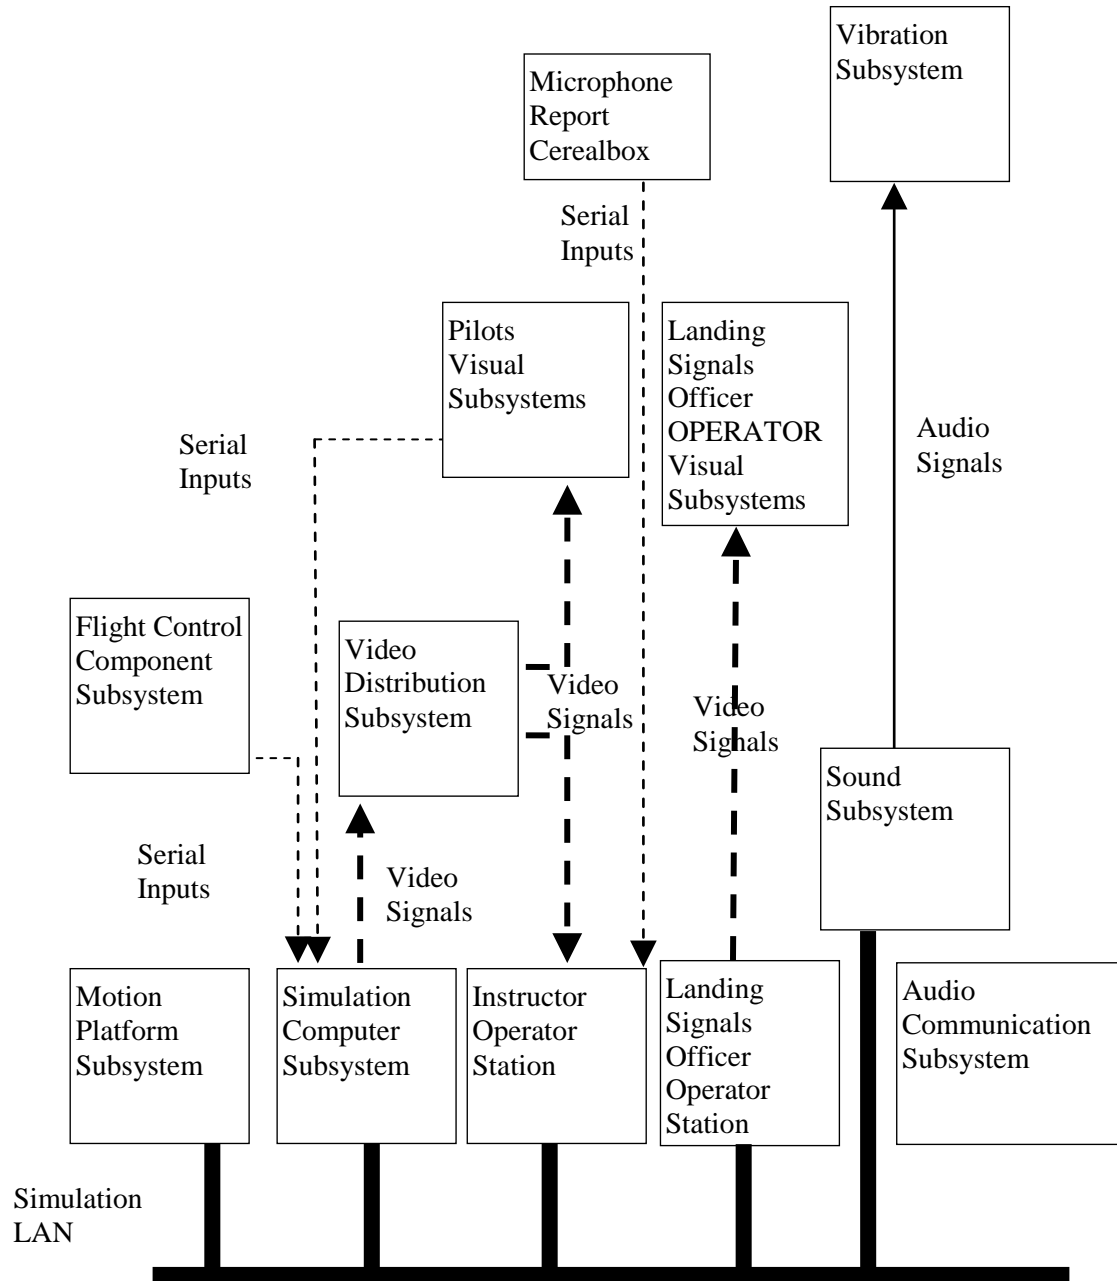 Vibration
Subsystem
Microphone
Report
Cerealbox
Serial
Inputs
Pilots
Visual
Subsystems
Landing
Signals
Officer
OPERATOR
Visual
Subsystems
Audio
Signals
Serial
Inputs
Flight Control
Component
Subsystem
Video
Distribution
Subsystem
Video
Signals
Video
Signals
Sound
Subsystem
Serial
Inputs
Video
Signals
Motion
Platform
Subsystem
Simulation
Computer
Subsystem
Instructor
Operator
Station
Landing
Signals
Officer
Operator
Station
Audio
Communication
Subsystem
Simulation
LAN